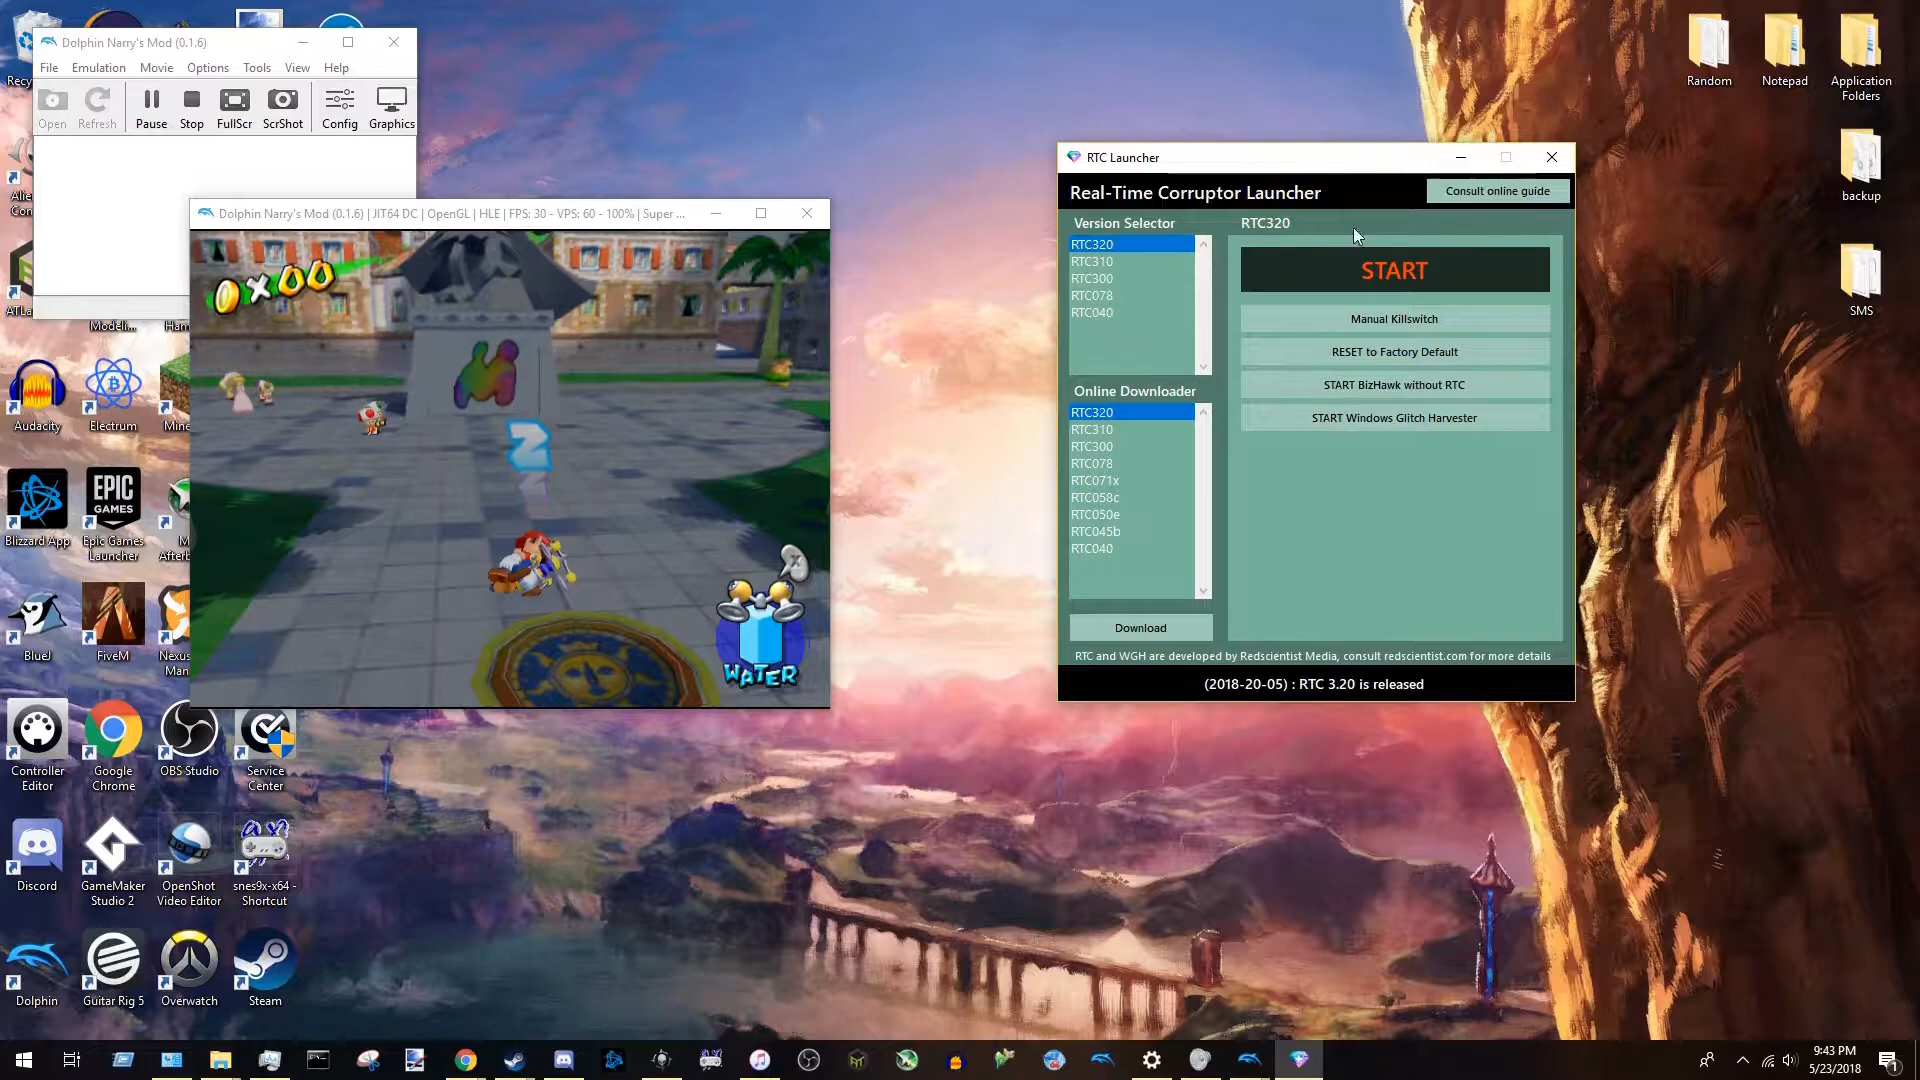 Dolphin Narry's Mod (0.1.6)
File Emulation Movie Options Tools View Help
Open Refresh Pause Stop FullScr ScrShot Config Graphics
Dolphin Narry's Mod (0.1.6) | JIT64 DC | OpenGL | HLE | FPS: 30 - VPS: 60 - 100% | Super ...
0×00
WATER
RTC Launcher
Real-Time Corruptor Launcher
Consult online guide
Version Selector
RTC320
RTC310
RTC300
RTC078
RTC040
Online Downloader
RTC320
RTC310
RTC300
RTC078
RTC071x
RTC058c
RTC050e
RTC045b
RTC040
Download
RTC320
START
Manual Killswitch
RESET to Factory Default
START BizHawk without RTC
START Windows Glitch Harvester
RTC and WGH are developed by Redscientist Media, consult redscientist.com for more details
(2018-20-05) : RTC 3.20 is released
Random
Notepad
Application
Folders
backup
SMS
Modeli...
Audacity
Electrum
Blizzard App
EPIC
GAMES
Epic Games
Launcher
BlueJ
FiveM
Controller
Editor
Google
Chrome
OBS Studio
Service
Center
Discord
GameMaker
Studio 2
OpenShot
Video Editor
snes9x-x64 -
Shortcut
Dolphin
Guitar Rig 5
Overwatch
Steam
9:43 PM
5/23/2018
1